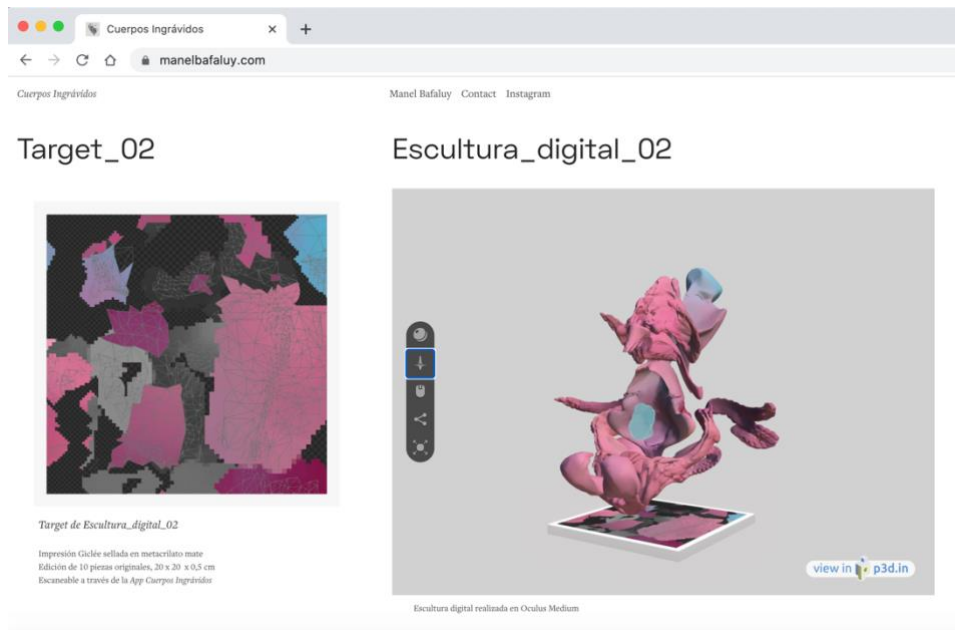 Cuerpos Ingrávidos
manelbafaluy.com
Cuerpos Ingrávidos
Manel Bafaluy Contact Instagram
Target_02
Escultura_digital_02
Target de Escultura_digital_02
Impresión Giclée sellada en metacrilato mate
Edición de 10 piezas originales, 20 x 20 x 0,5 cm
Escaneable a través de la App Cuerpos Ingrávidos
view in p3d.in
Escultura digital realizada en Oculus Medium